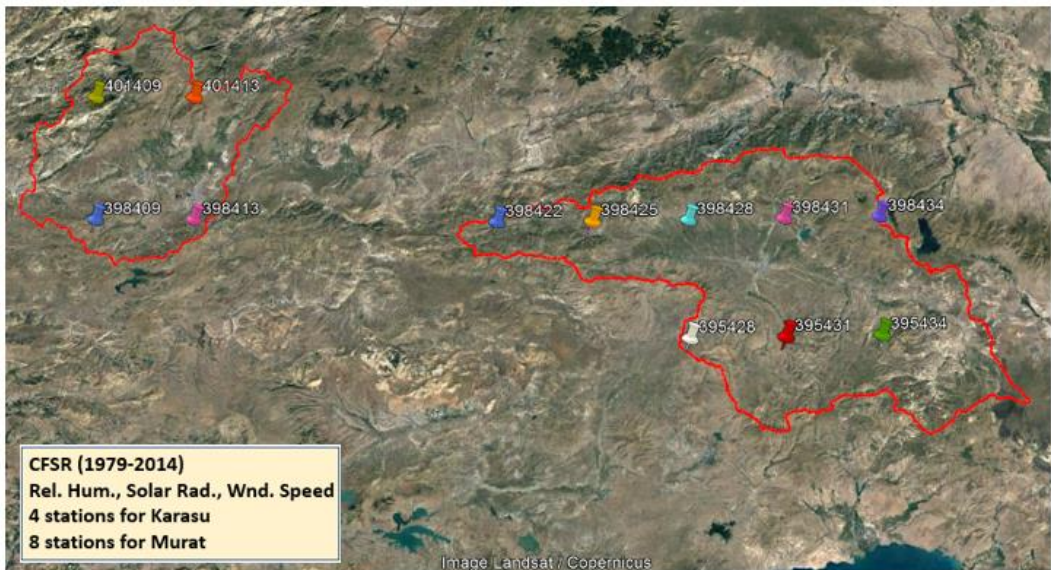 401409
401413
398409
398413
398422
398425
398428
398431
398434
395428
395431
395434
CFSR (1979-2014)
Rel. Hum., Solar Rad., Wnd. Speed
4 stations for Karasu
8 stations for Murat
Image Landsat / Copernicus